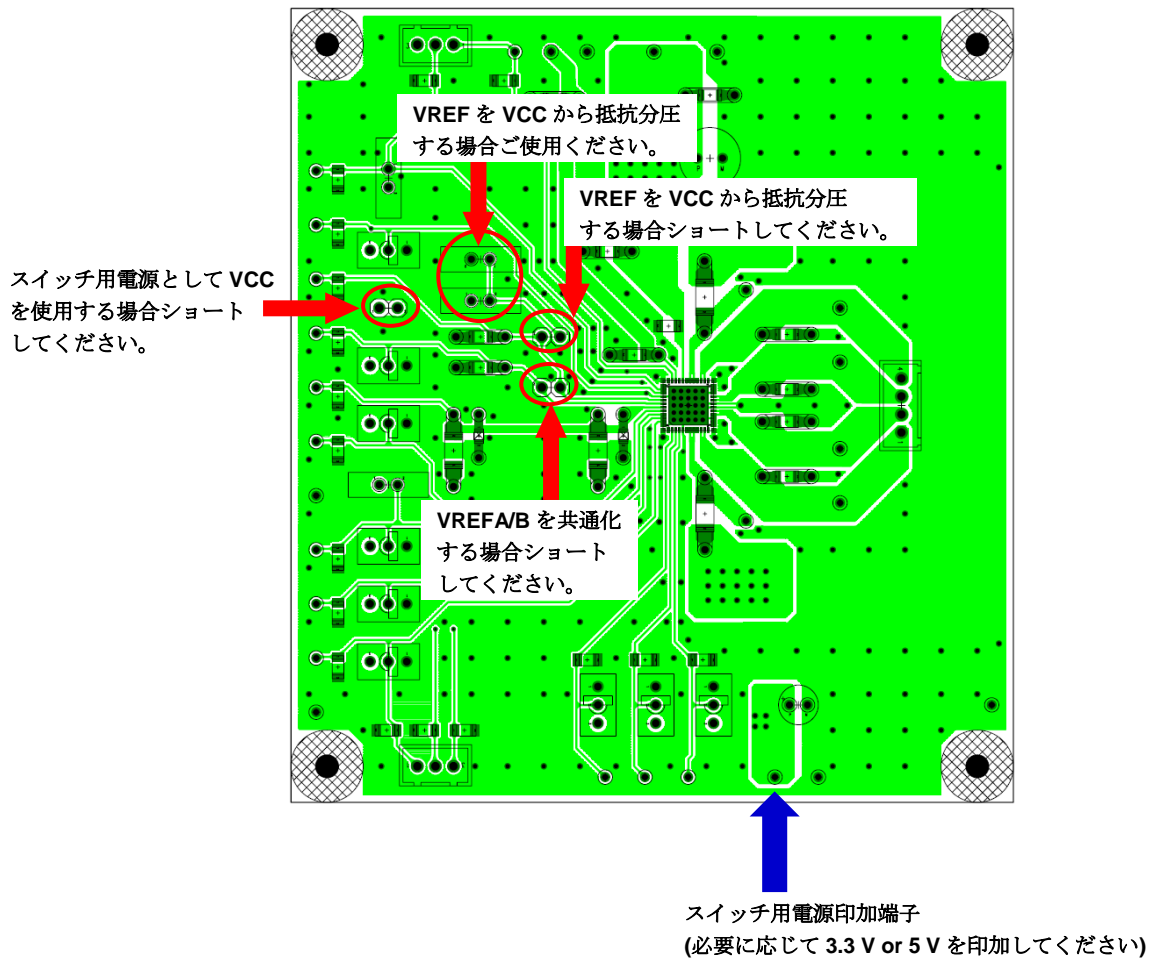 VREF を VCC から抵抗分圧
する場合ご使用ください。
VREF を VCC から抵抗分圧
する場合ショートしてください。
スイッチ用電源として VCC
を使用する場合ショート
してください。
VREFA/B を共通化
する場合ショート
してください。
スイッチ用電源印加端子
(必要に応じて 3.3 V or 5 V を印加してください)